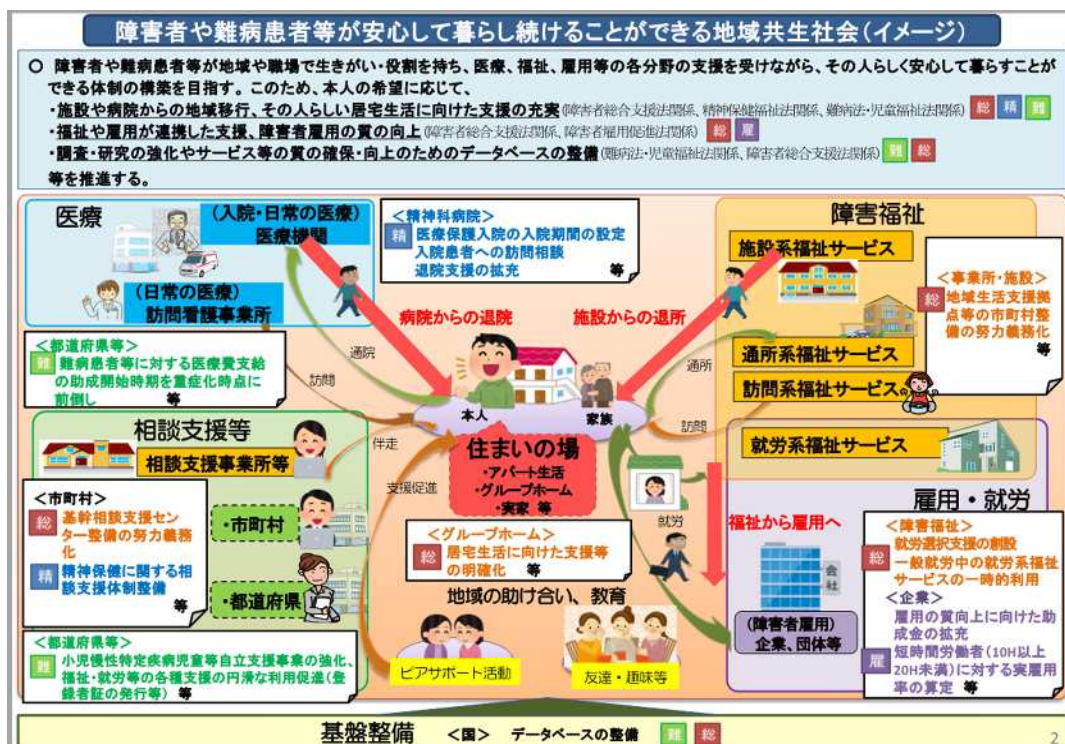 障害者や難病患者等が安心して暮らし続けることができる地域共生社会(イメージ)
○ 障害者や難病患者等が地域や職場で生きがい・役割を持ち、医療、福祉、雇用等の各分野の支援を受けながら、その人らしく安心して暮らすことが
できる体制の構築を目指す。このため、本人の希望に応じて、
・施設や病院からの地域移行、その人らしい居宅生活に向けた支援の充実(障害者総合支援法関係、精神保健福祉法関係、難病法・児童福祉法関係) 総 精 難
・福祉や雇用が連携した支援、障害者雇用の質の向上(障害者総合支援法関係、障害者雇用促進法関係) 総 雇
・調査・研究の強化やサービス等の質の確保・向上のためのデータベースの整備(難病法・児童福祉法関係、障害者総合支援法関係) 難 総
等を推進する。
医療
(入院・日常の医療)
医療機関
(日常の医療)
訪問看護事業所
<都道府県等>
難 難病患者等に対する医療費支給
の助成開始時期を重症化時点に
前倒し 等
<精神科病院>
精 医療保護入院の入院期間の設定
入院患者への訪問相談
退院支援の拡充 等
障害福祉
施設系福祉サービス
通所系福祉サービス
訪問系福祉サービス
就労系福祉サービス
<事業所・施設>
総 地域生活支援拠
点等の市町村整
備の努力義務化
等
病院からの退院
施設からの退所
通院
訪問
通所
訪問
本人
家族
住まいの場
・アパート生活
・グループホーム
・実家 等
<グループホーム>
総 居宅生活に向けた支援等
の明確化 等
相談支援等
相談支援事業所等
伴走
支援促進
<市町村>
総 基幹相談支援セン
ター整備の努力義務
化
精 精神保健に関する相
談支援体制整備
等
・市町村
・都道府県
<都道府県等>
難 小児慢性特定疾病児童等自立支援事業の強化、
福祉・就労等の各種支援の円滑な利用促進(登
録者証の発行等) 等
地域の助け合い、教育
ピアサポート活動
友達・趣味等
就労
福祉から雇用へ
雇用・就労
会社
(障害者雇用)
企業、団体等
<障害福祉>
総 就労選択支援の創設
一般就労中の就労系福祉
サービスの一時的利用
<企業>
雇用の質向上に向けた助
成金の拡充
雇 短時間労働者(10H以上
20H未満)に対する実雇用
率の算定 等
基盤整備 <国> データベースの整備 難 総
2